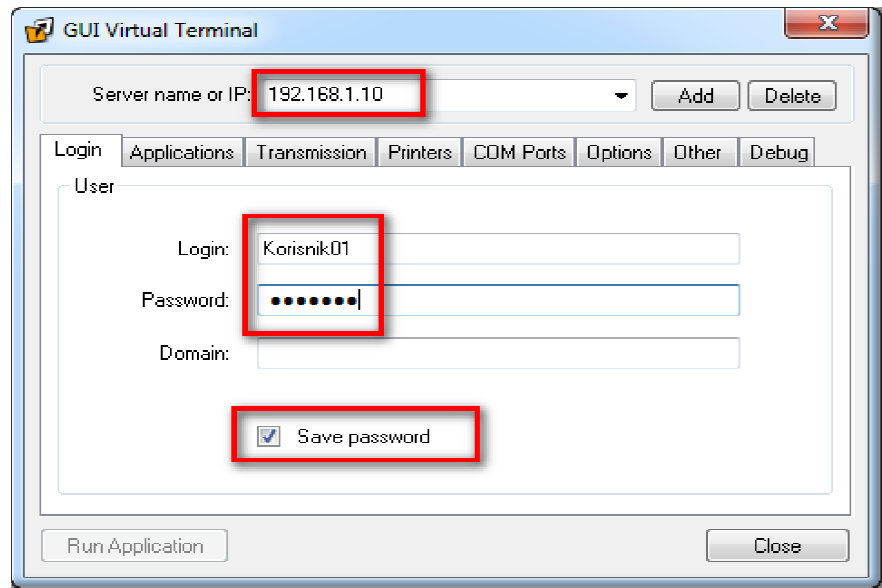 GUI Virtual Terminal
X
Server name or IP: 192.168.1.10 Add Delete
Login Applications Transmission Printers COM Ports Options Other Debug
User
Login: Korisnik01
Password: •••••••
Domain:
Save password
Run Application Close